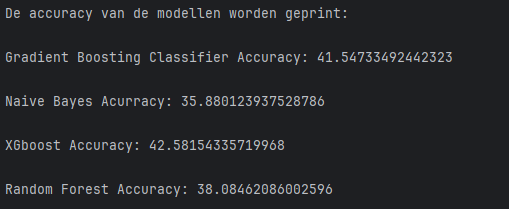 De accuracy van de modellen worden geprint:
Gradient Boosting Classifier Accuracy: 41.54733492442323
Naive Bayes Acurracy: 35.880123937528786
XGboost Accuracy: 42.58154335719968
Random Forest Accuracy: 38.08462086002596